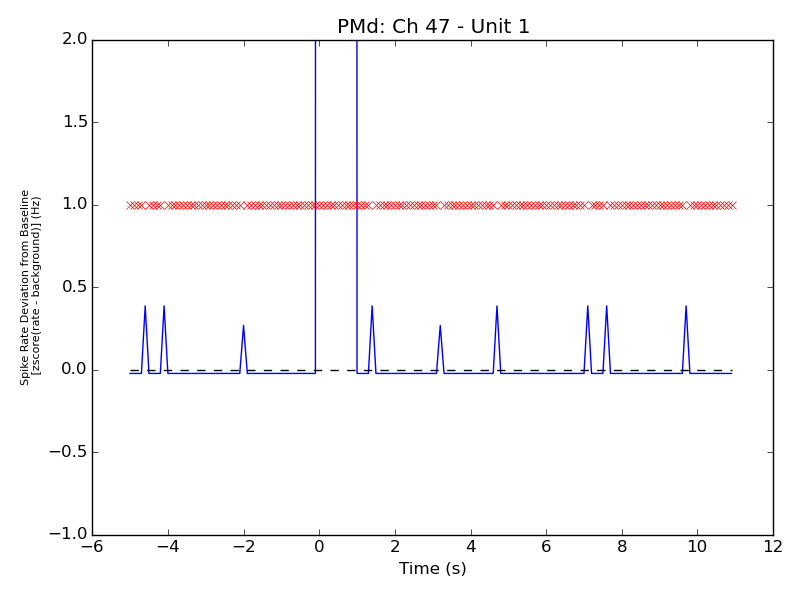 PMd: Ch 47 - Unit 1
2.0
1.5
1.0
0.5
0.0
−0.5
−1.0
Spike Rate Deviation from Baseline
[zscore(rate - background)] (Hz)
−6 −4 −2 0 2 4 6 8 10 12
Time (s)